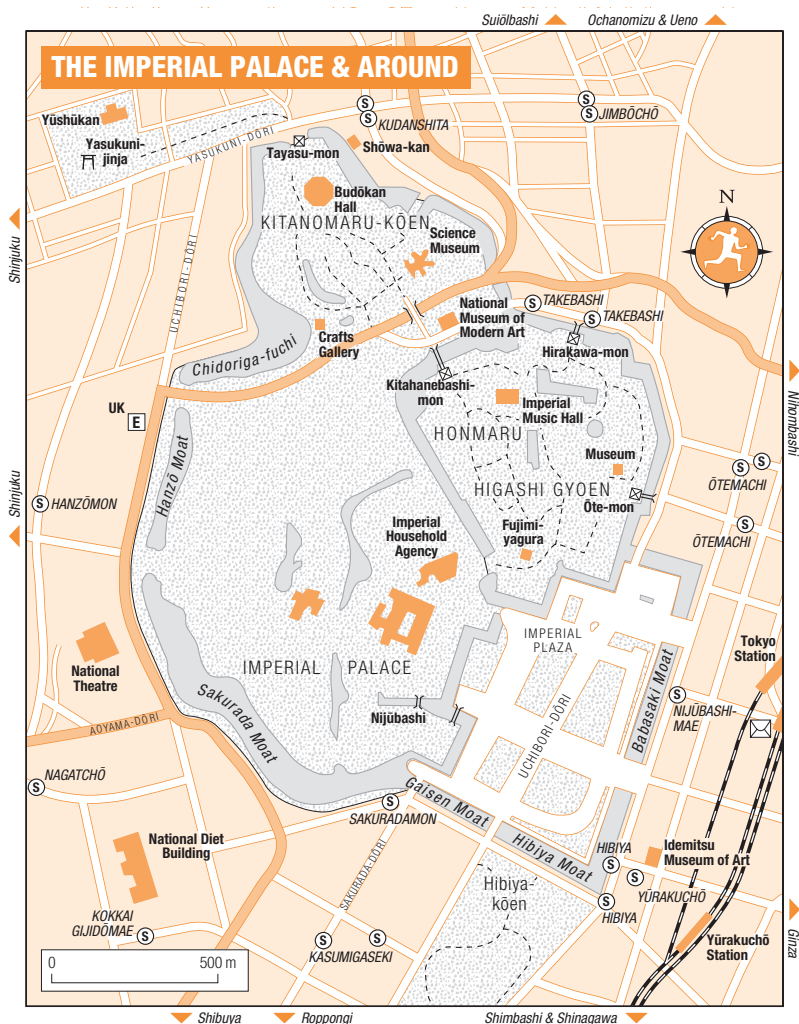 Suiōlbashi
Ochanomizu & Ueno
THE IMPERIAL PALACE & AROUND
Yūshūkan
Yasukuni-
jinja
YASUKUNI-DŌRI
S
S
KUDANSHITA
S
S
JIMBŌCHŌ
Tayasu-mon
Shōwa-kan
Budōkan
Hall
KITANOMARU-KŌEN
Science
Museum
N
Shinjuku
UCHIBORI-DŌRI
National
Museum of
Modern Art
S
TAKEBASHI
S
TAKEBASHI
Crafts
Gallery
Hirakawa-mon
Chidoriga-fuchi
Kitahanebashi-
mon
Nihombashi
UK
E
Imperial
Music Hall
HONMARU
Hanzō Moat
Museum
S
S
ŌTEMACHI
Shinjuku
S
HANZŌMON
HIGASHI GYOEN
Ōte-mon
Imperial
Household
Agency
Fujimi-
yagura
S
ŌTEMACHI
National
Theatre
IMPERIAL
PLAZA
Tokyo
Station
IMPERIAL PALACE
Babasaki Moat
Sakurada Moat
Nijūbashi
UCHIBORI-DŌRI
S
NIJŪBASHI-
MAE
AOYAMA-DŌRI
S
NAGATCHŌ
Gaisen Moat
S
SAKURADAMON
National Diet
Building
Hibiya Moat
HIBIYA
S
Idemitsu
Museum of Art
SAKURADA-DŌRI
Hibiya-
kōen
S
YŪRAKUCHŌ
S
HIBIYA
KOKKAI
GIJIDŌMAE
S
S
S
KASUMIGASEKI
Yūrakuchō
Station
Ginza
0
500 m
Shibuya
Roppongi
Shimbashi & Shinagawa